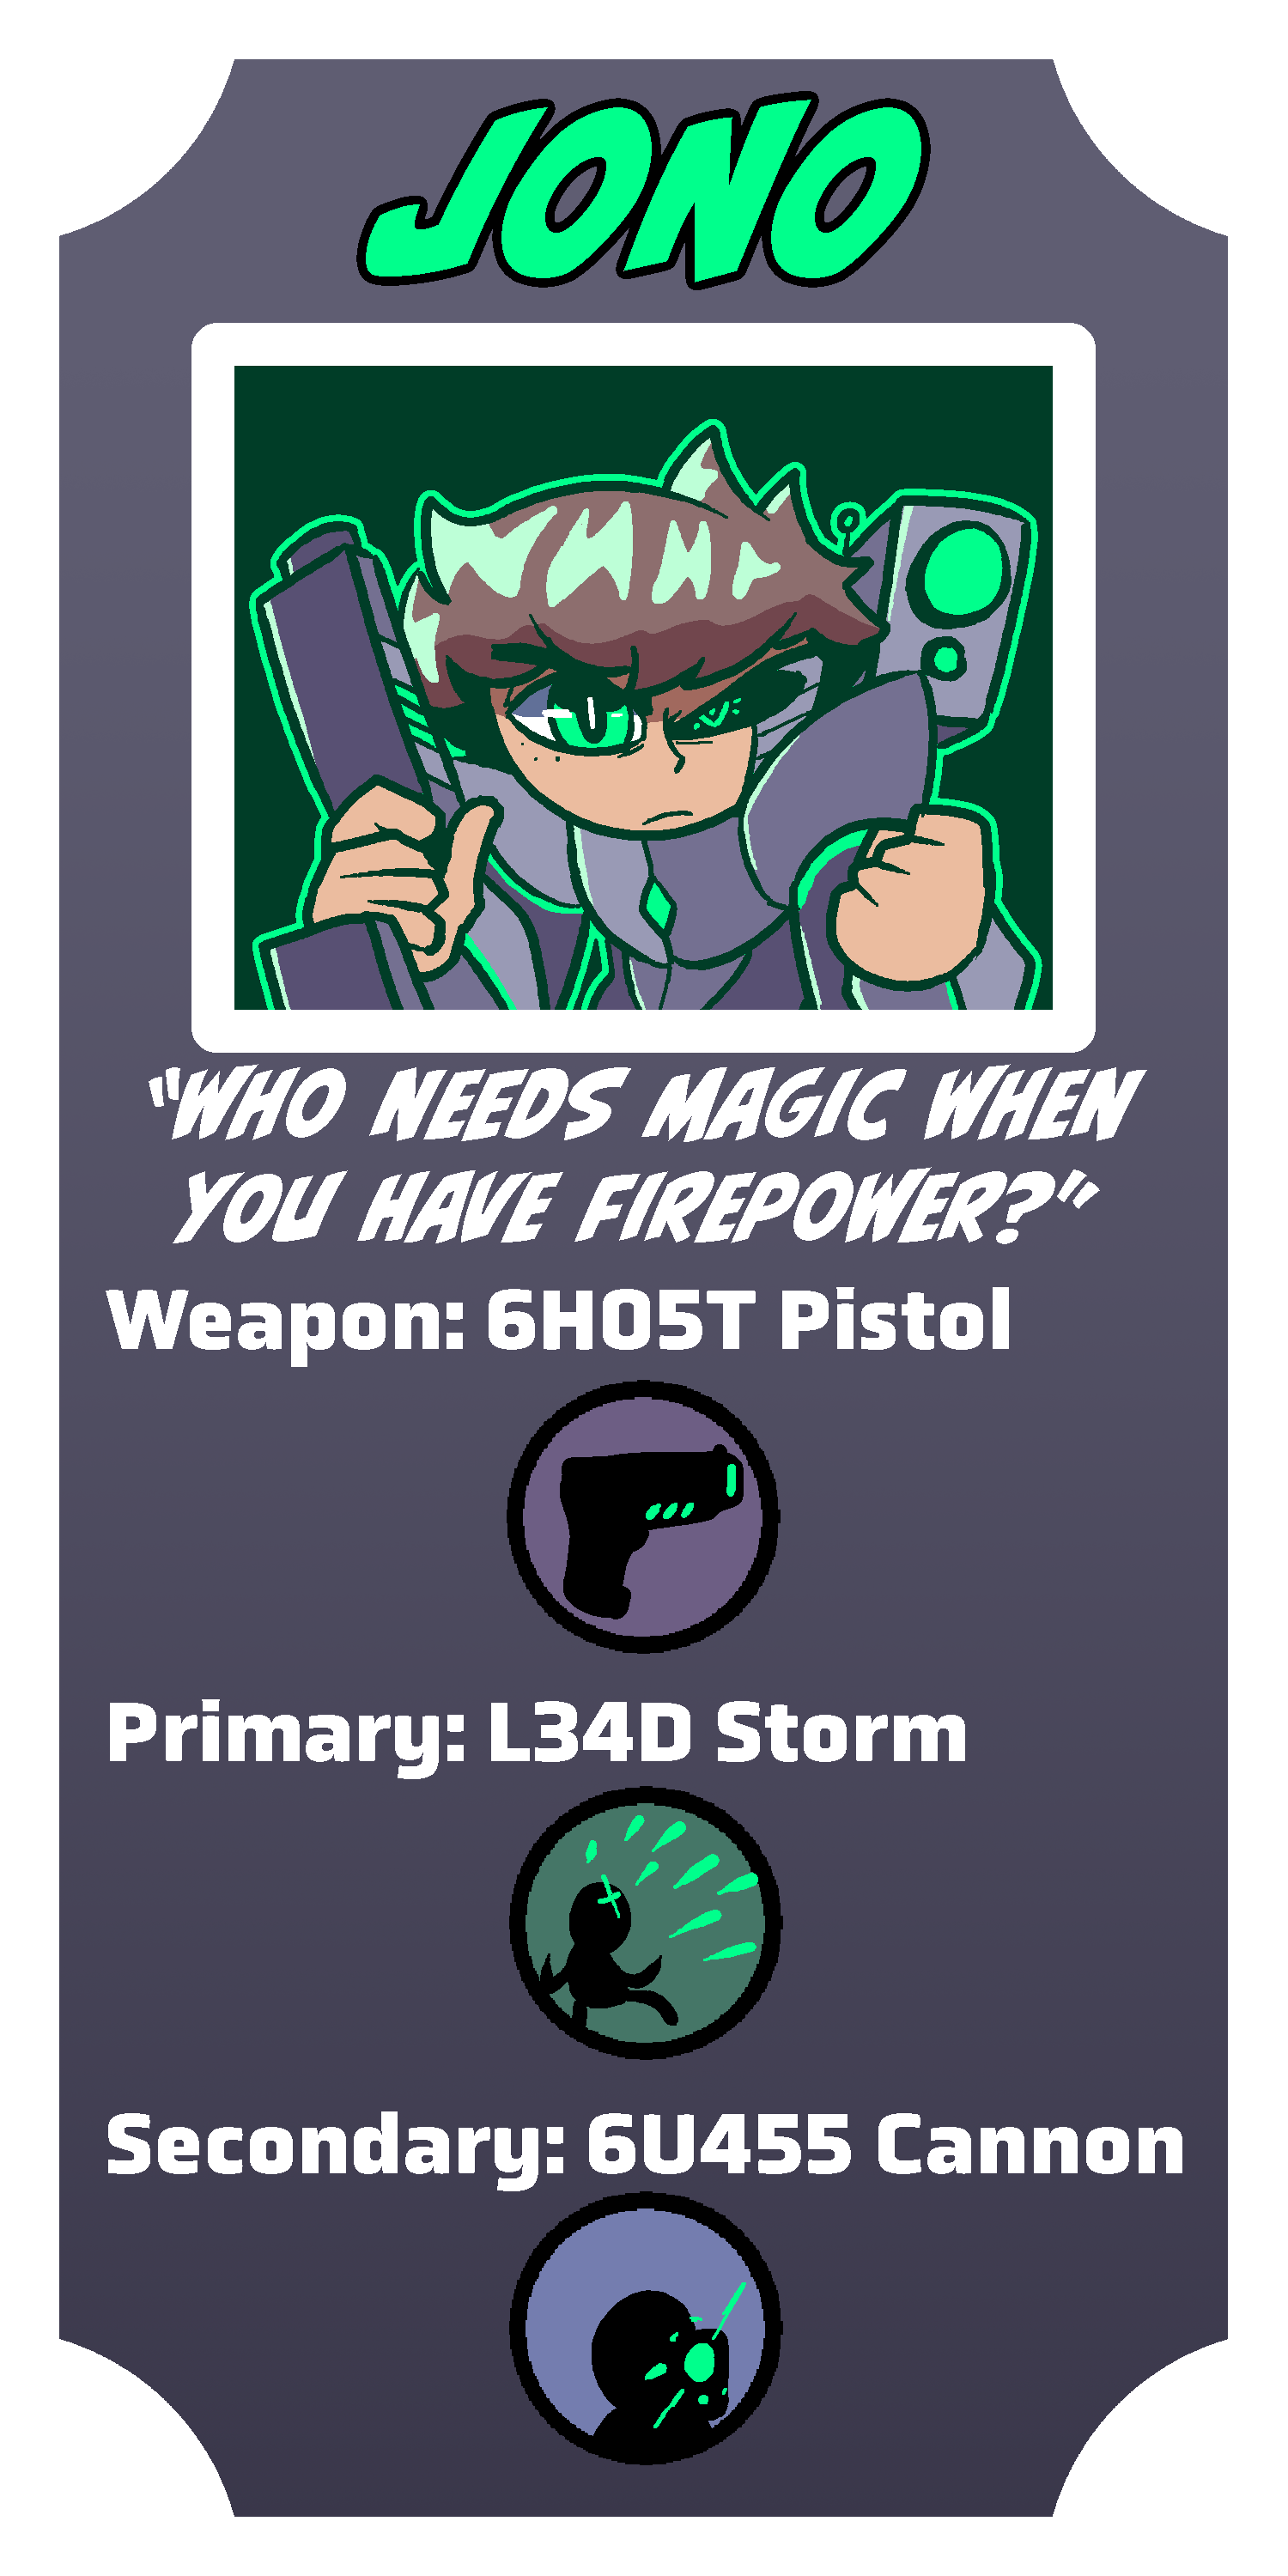 JONO
“WHO NEEDS MAGIC WHEN
YOU HAVE FIREPOWER?”
Weapon: 6H05T Pistol
Primary: L34D Storm
Secondary: 6U455 Cannon